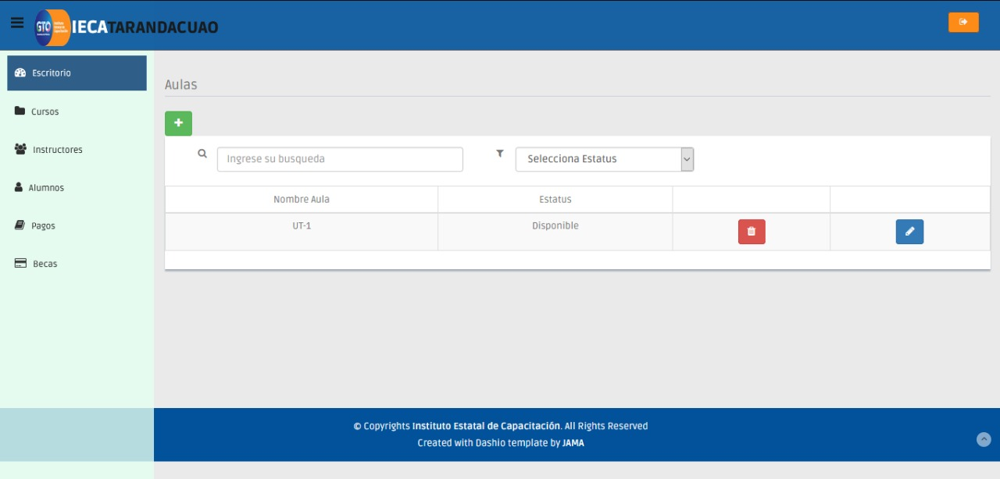 GTO
IECATARANDACUAO
Escritorio
Cursos
Instructores
Alumnos
Pagos
Becas
Aulas
Ingrese su busqueda
Selecciona Estatus
Nombre Aula Estatus
UT-1 Disponible
© Copyrights Instituto Estatal de Capacitación. All Rights Reserved
Created with Dashio template by JAMA